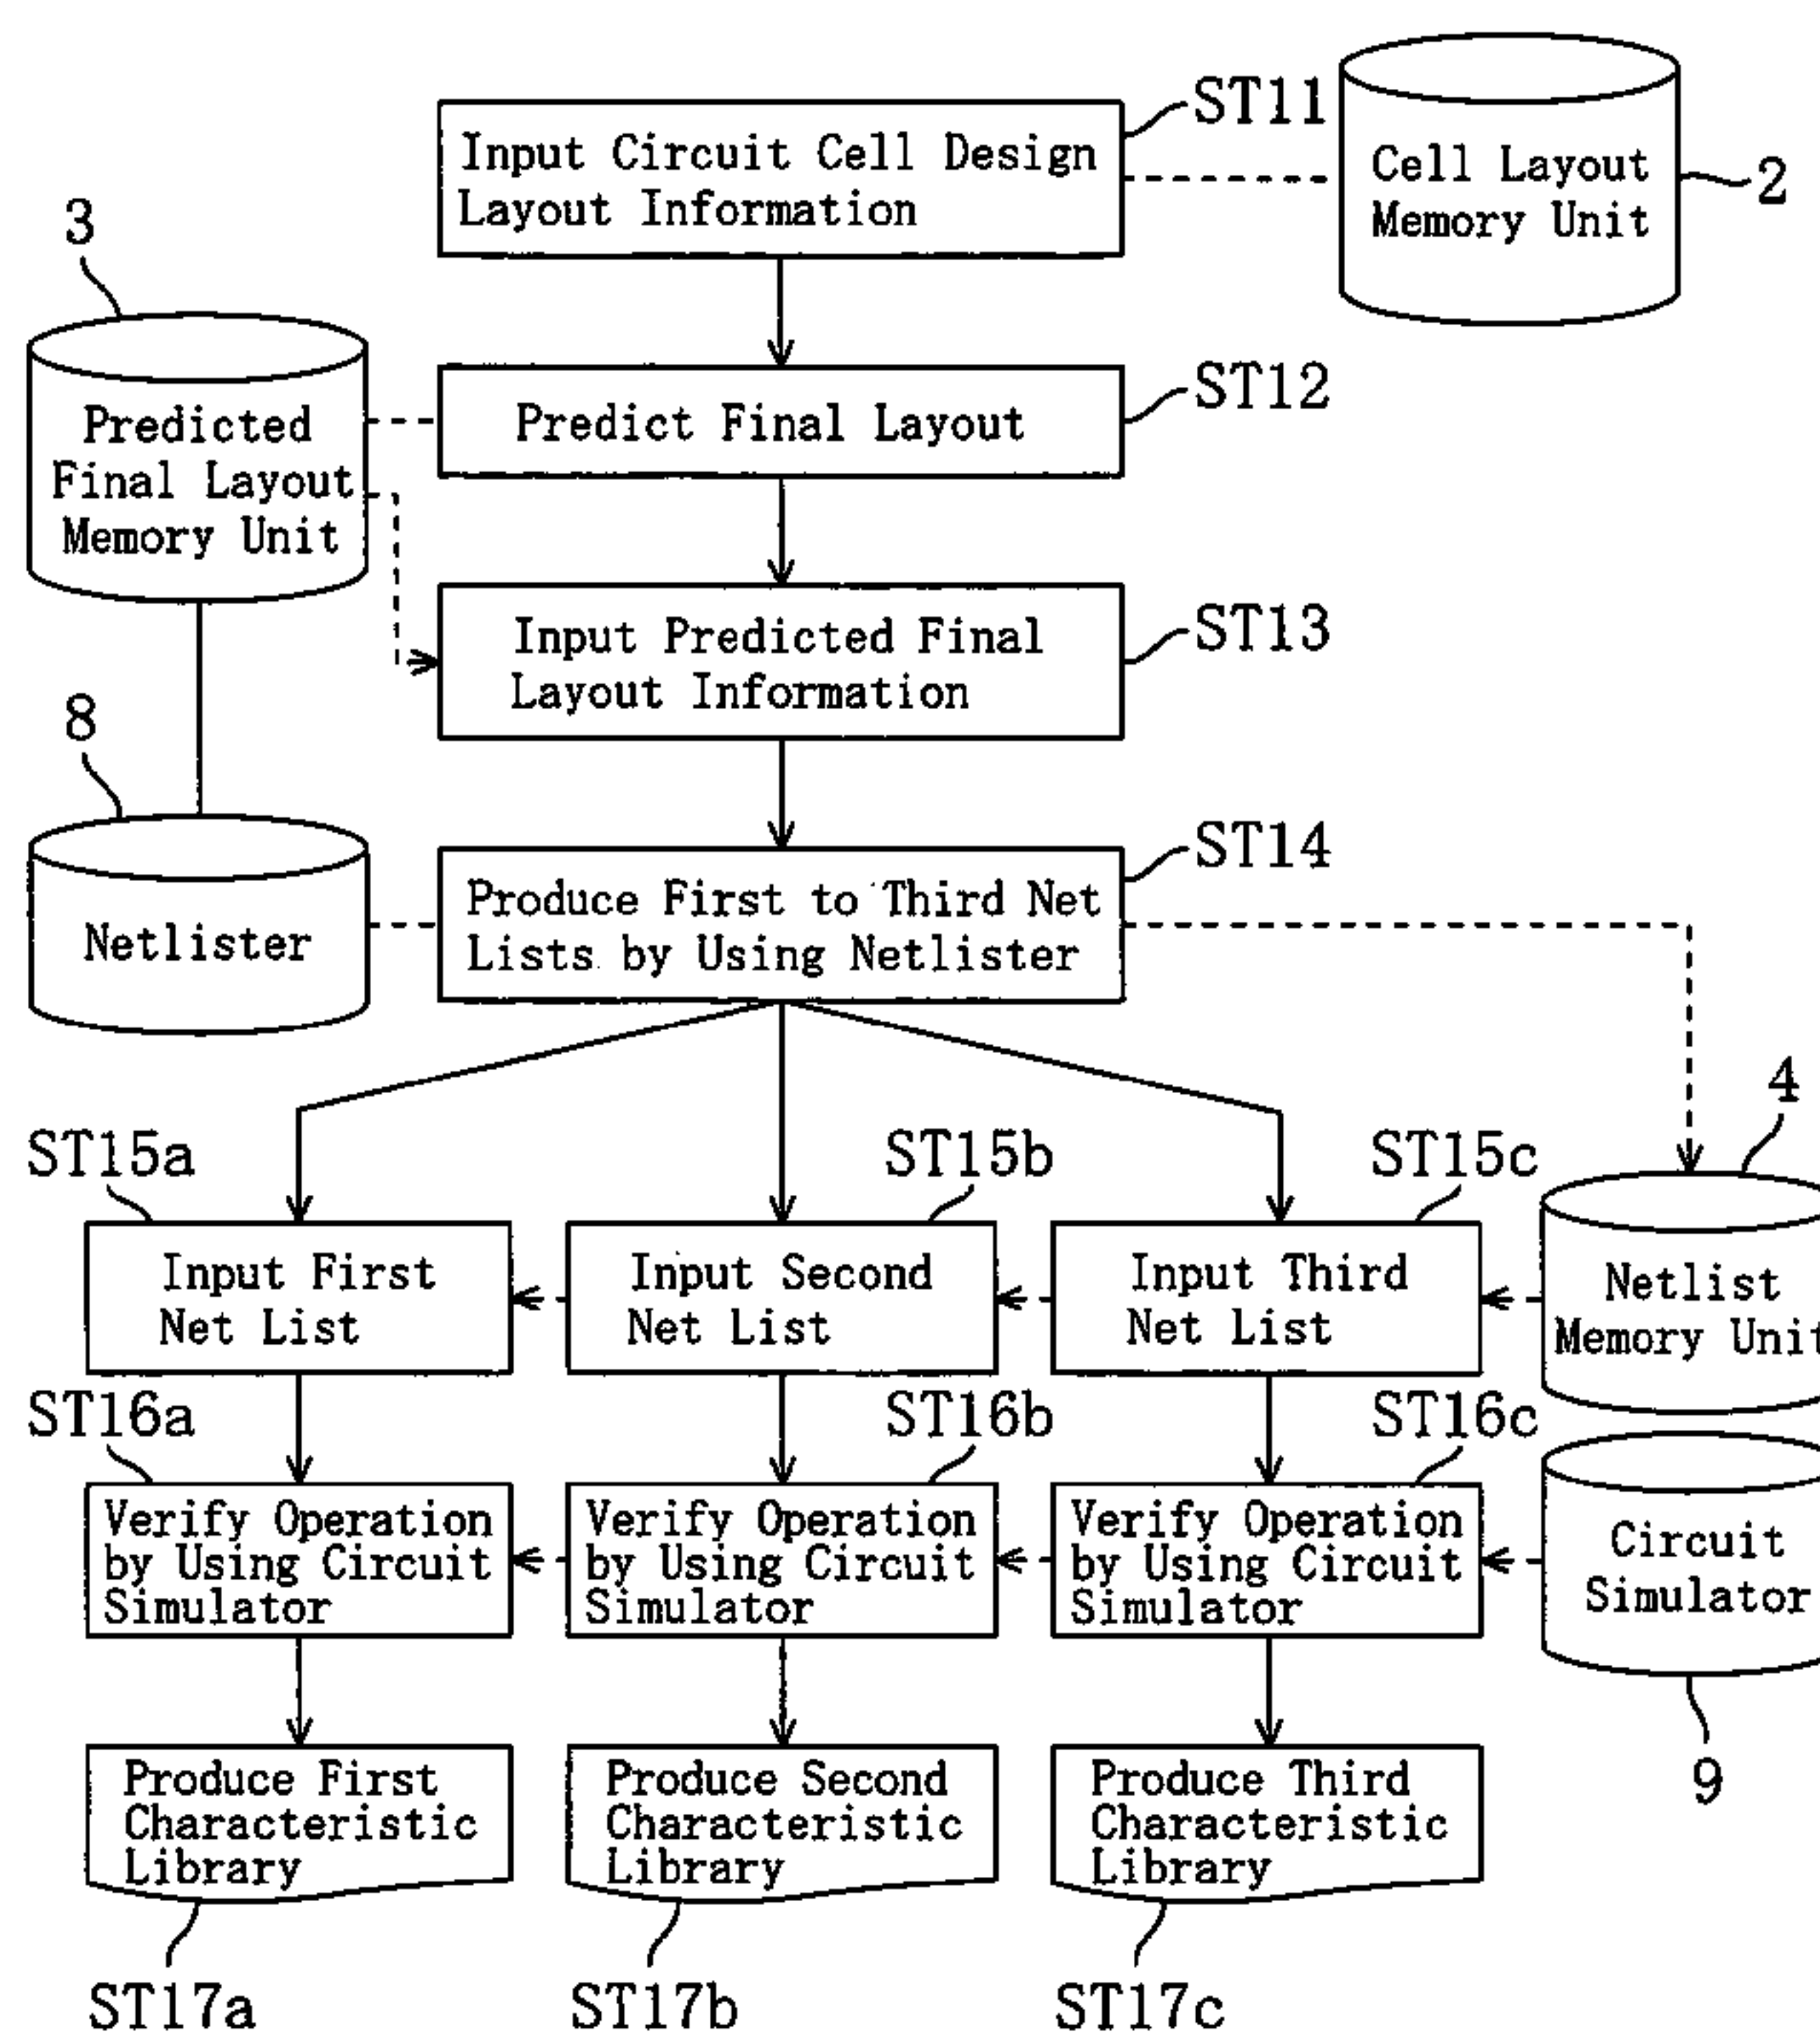 ST11
Input Circuit Cell Design
Layout Information
Cell Layout
Memory Unit
2
3
Predicted
Final Layout
Memory Unit
ST12
Predict Final Layout
ST13
Input Predicted Final
Layout Information
8
Netlister
ST14
Produce First to Third Net
Lists by Using Netlister
4
ST15a
ST15b
ST15c
Input First
Net List
Input Second
Net List
Input Third
Net List
Netlist
Memory Unit
ST16a
ST16b
ST16c
Verify Operation
by Using Circuit
Simulator
Verify Operation
by Using Circuit
Simulator
Verify Operation
by Using Circuit
Simulator
Circuit
Simulator
9
Produce First
Characteristic
Library
Produce Second
Characteristic
Library
Produce Third
Characteristic
Library
ST17a
ST17b
ST17c